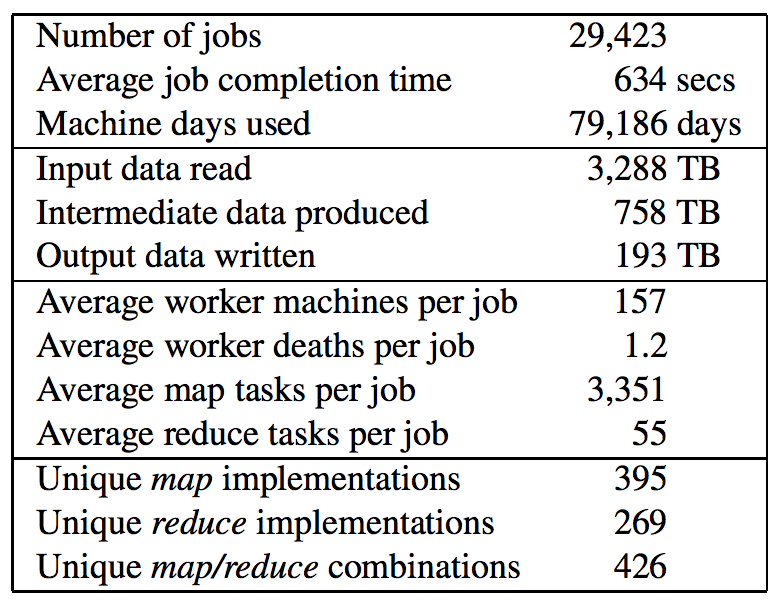 Number of jobs 29,423
Average job completion time 634 secs
Machine days used 79,186 days
Input data read 3,288 TB
Intermediate data produced 758 TB
Output data written 193 TB
Average worker machines per job 157
Average worker deaths per job 1.2
Average map tasks per job 3,351
Average reduce tasks per job 55
Unique map implementations 395
Unique reduce implementations 269
Unique map/reduce combinations 426